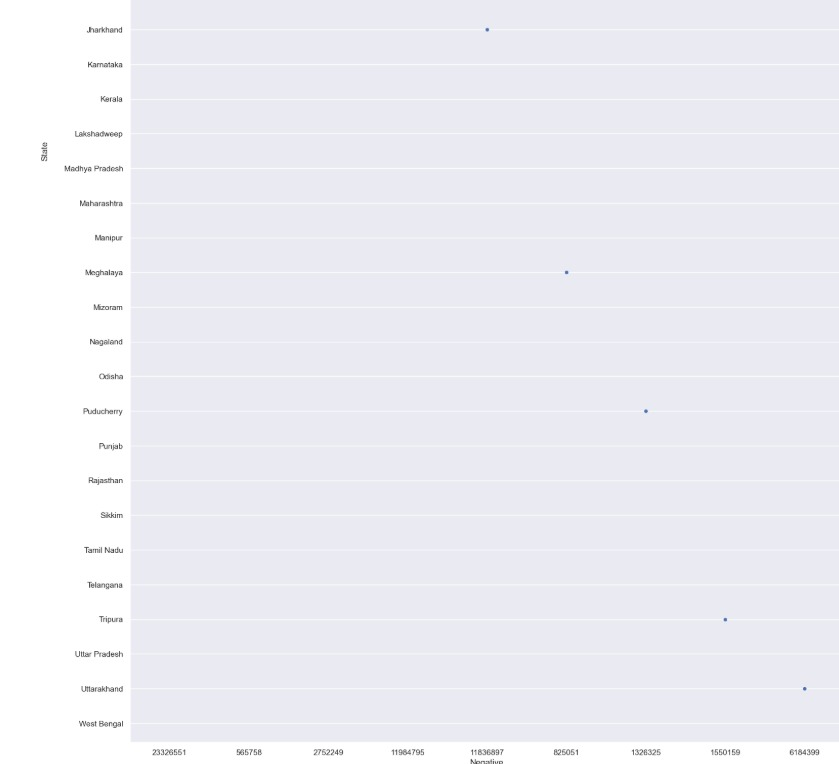 Jharkhand
Karnataka
Kerala
Lakshadweep
State
Madhya Pradesh
Maharashtra
Manipur
Meghalaya
Mizoram
Nagaland
Odisha
Puducherry
Punjab
Rajasthan
Sikkim
Tamil Nadu
Telangana
Tripura
Uttar Pradesh
Uttarakhand
West Bengal
23326551 565758 2752249 11984795 11836897 825051 1326325 1550159 6184399
Negative